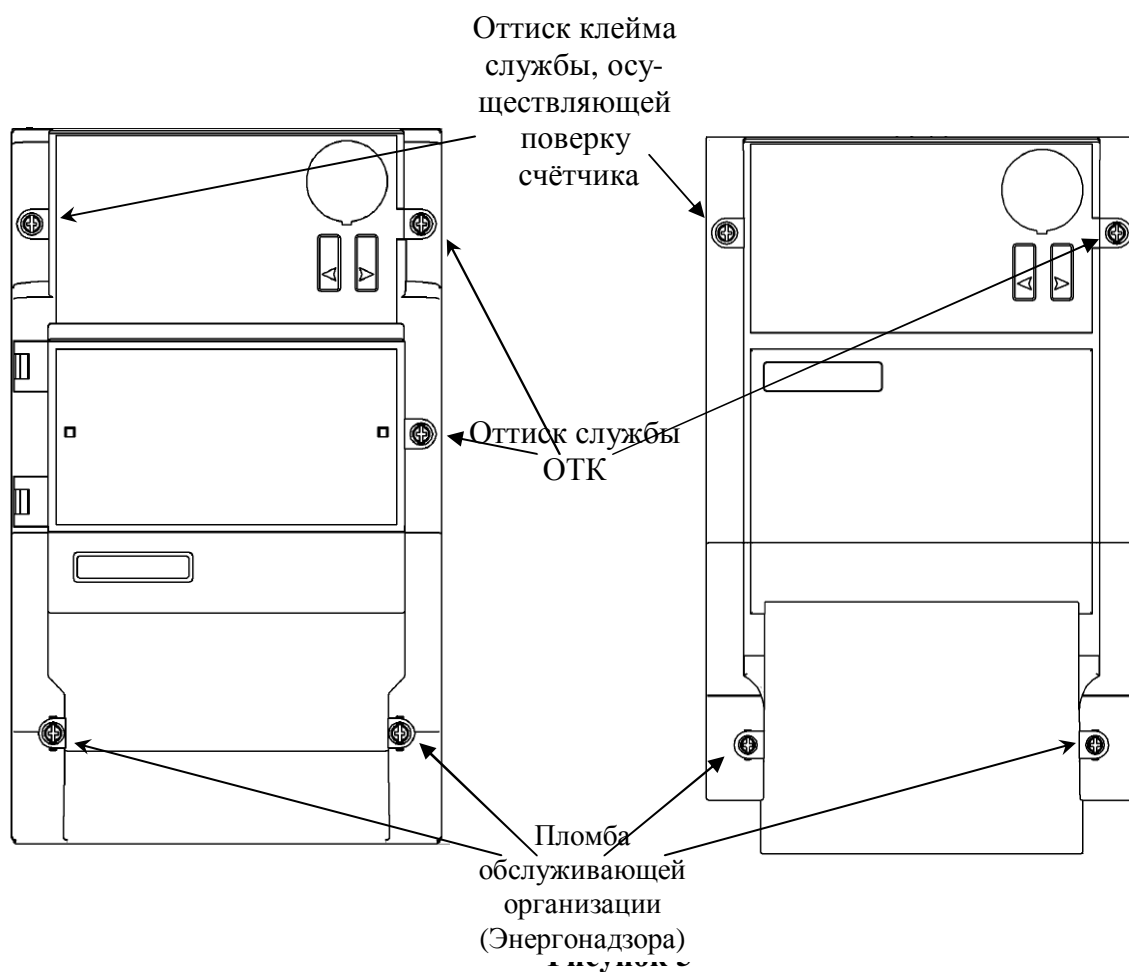 Оттиск клейма
службы, осу-
ществляющей
поверку
счётчика
Оттиск службы
ОТК
Пломба
обслуживающей
организации
(Энергонадзора)